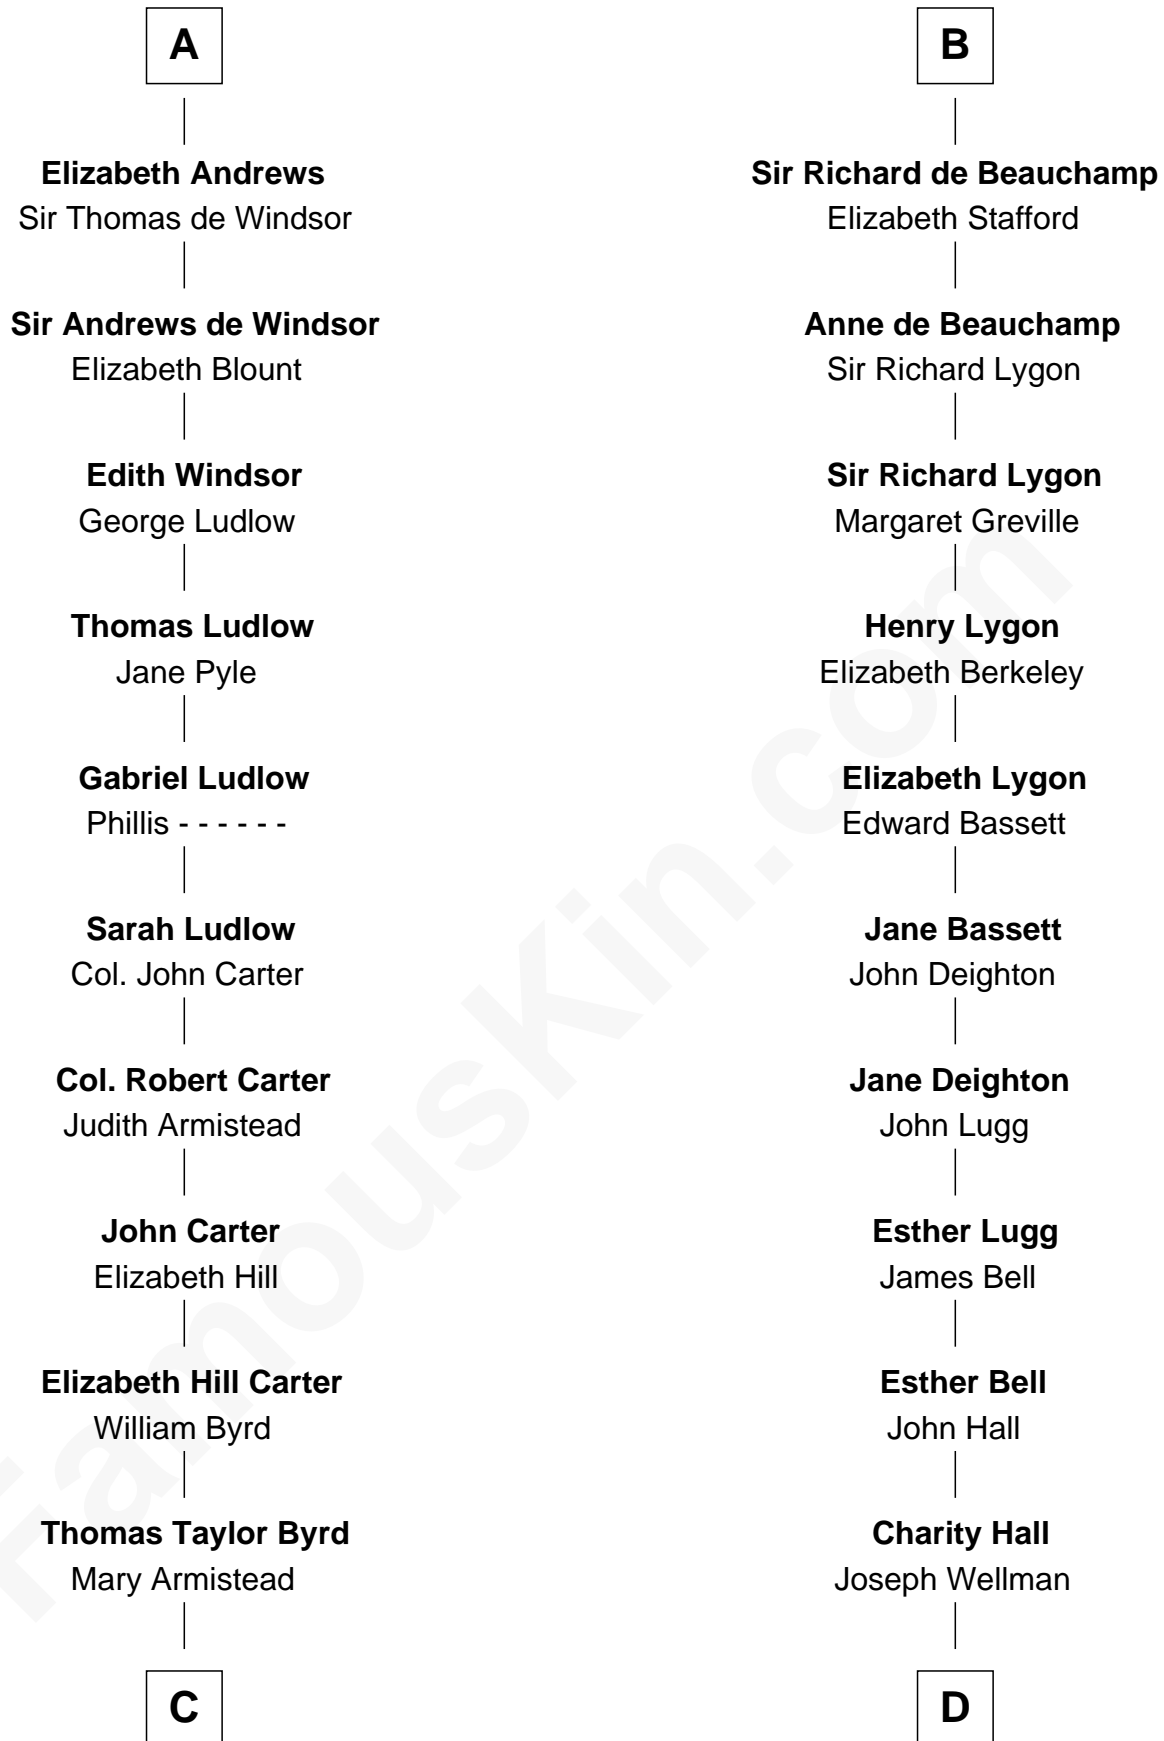 A
Elizabeth Andrews
Sir Thomas de Windsor
Sir Andrews de Windsor
Elizabeth Blount
Edith Windsor
George Ludlow
Thomas Ludlow
Jane Pyle
Gabriel Ludlow
Phillis - - - - - -
Sarah Ludlow
Col. John Carter
Col. Robert Carter
Judith Armistead
John Carter
Elizabeth Hill
Elizabeth Hill Carter
William Byrd
Thomas Taylor Byrd
Mary Armistead
C
B
Sir Richard de Beauchamp
Elizabeth Stafford
Anne de Beauchamp
Sir Richard Lygon
Sir Richard Lygon
Margaret Greville
Henry Lygon
Elizabeth Berkeley
Elizabeth Lygon
Edward Bassett
Jane Bassett
John Deighton
Jane Deighton
John Lugg
Esther Lugg
James Bell
Esther Bell
John Hall
Charity Hall
Joseph Wellman
D
FamousKin.com